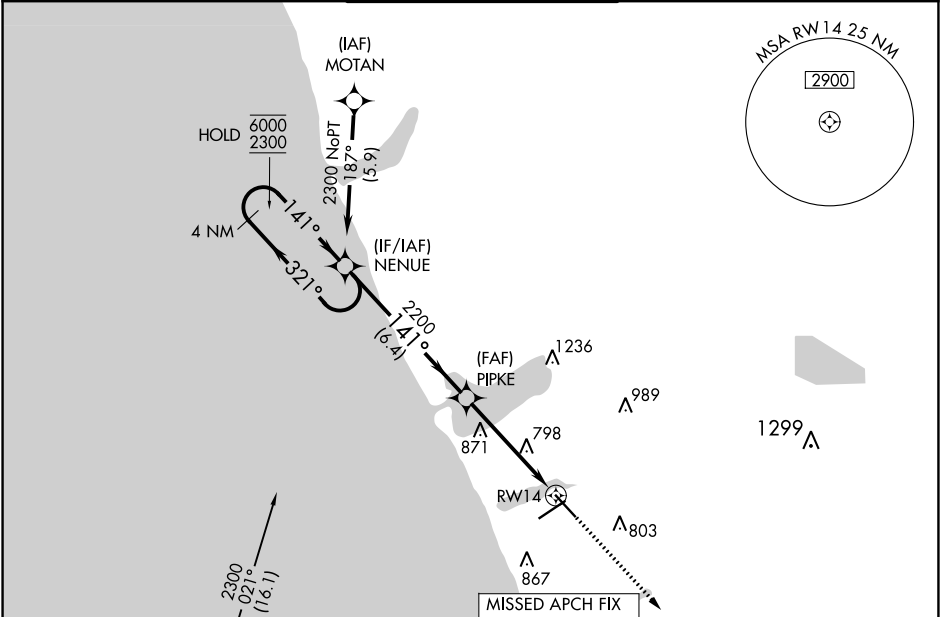 MSA RW14 25 NM
2900
(IAF)
MOTAN
HOLD 6000
2300
2300 NoPT
187°
(5.9)
4 NM
141°
321°
(IF/IAF)
NENUE
2200
141°
(6.4)
(FAF)
PIPKE
1236
989
1299
871
798
RW14
803
867
2300
021°
(16.1)
MISSED APCH FIX